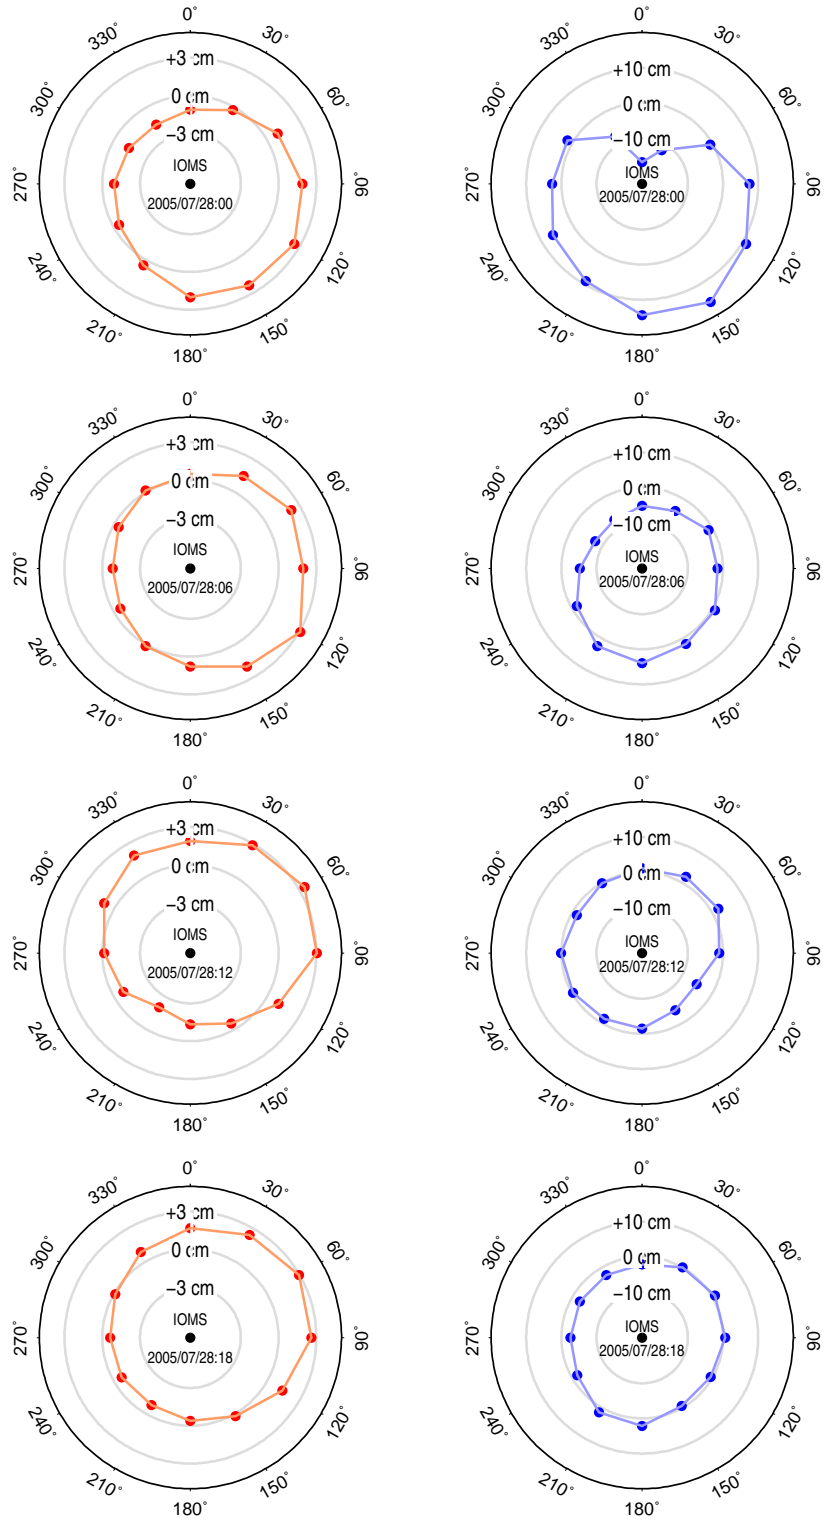 0° 0°
330° 30° 330° 30°
+3 cm +10 cm
300° 60° 300° 60°
0 cm 0 cm
−3 cm −10 cm
IOMS IOMS
270° 90° 270° 90°
2005/07/28:00 2005/07/28:00
240° 120° 240° 120°
210° 150° 210° 150°
180° 180°
0° 0°
330° 30° 330° 30°
+3 cm +10 cm
300° 60° 300° 60°
0 cm 0 cm
−3 cm −10 cm
IOMS IOMS
270° 90° 270° 90°
2005/07/28:06 2005/07/28:06
240° 120° 240° 120°
210° 150° 210° 150°
180° 180°
0° 0°
330° 30° 330° 30°
+3 cm +10 cm
300° 60° 300° 60°
0 cm 0 cm
−3 cm −10 cm
IOMS IOMS
270° 90° 270° 90°
2005/07/28:12 2005/07/28:12
240° 120° 240° 120°
210° 150° 210° 150°
180° 180°
0° 0°
330° 30° 330° 30°
+3 cm +10 cm
300° 60° 300° 60°
0 cm 0 cm
−3 cm −10 cm
IOMS IOMS
270° 90° 270° 90°
2005/07/28:18 2005/07/28:18
240° 120° 240° 120°
210° 150° 210° 150°
180° 180°